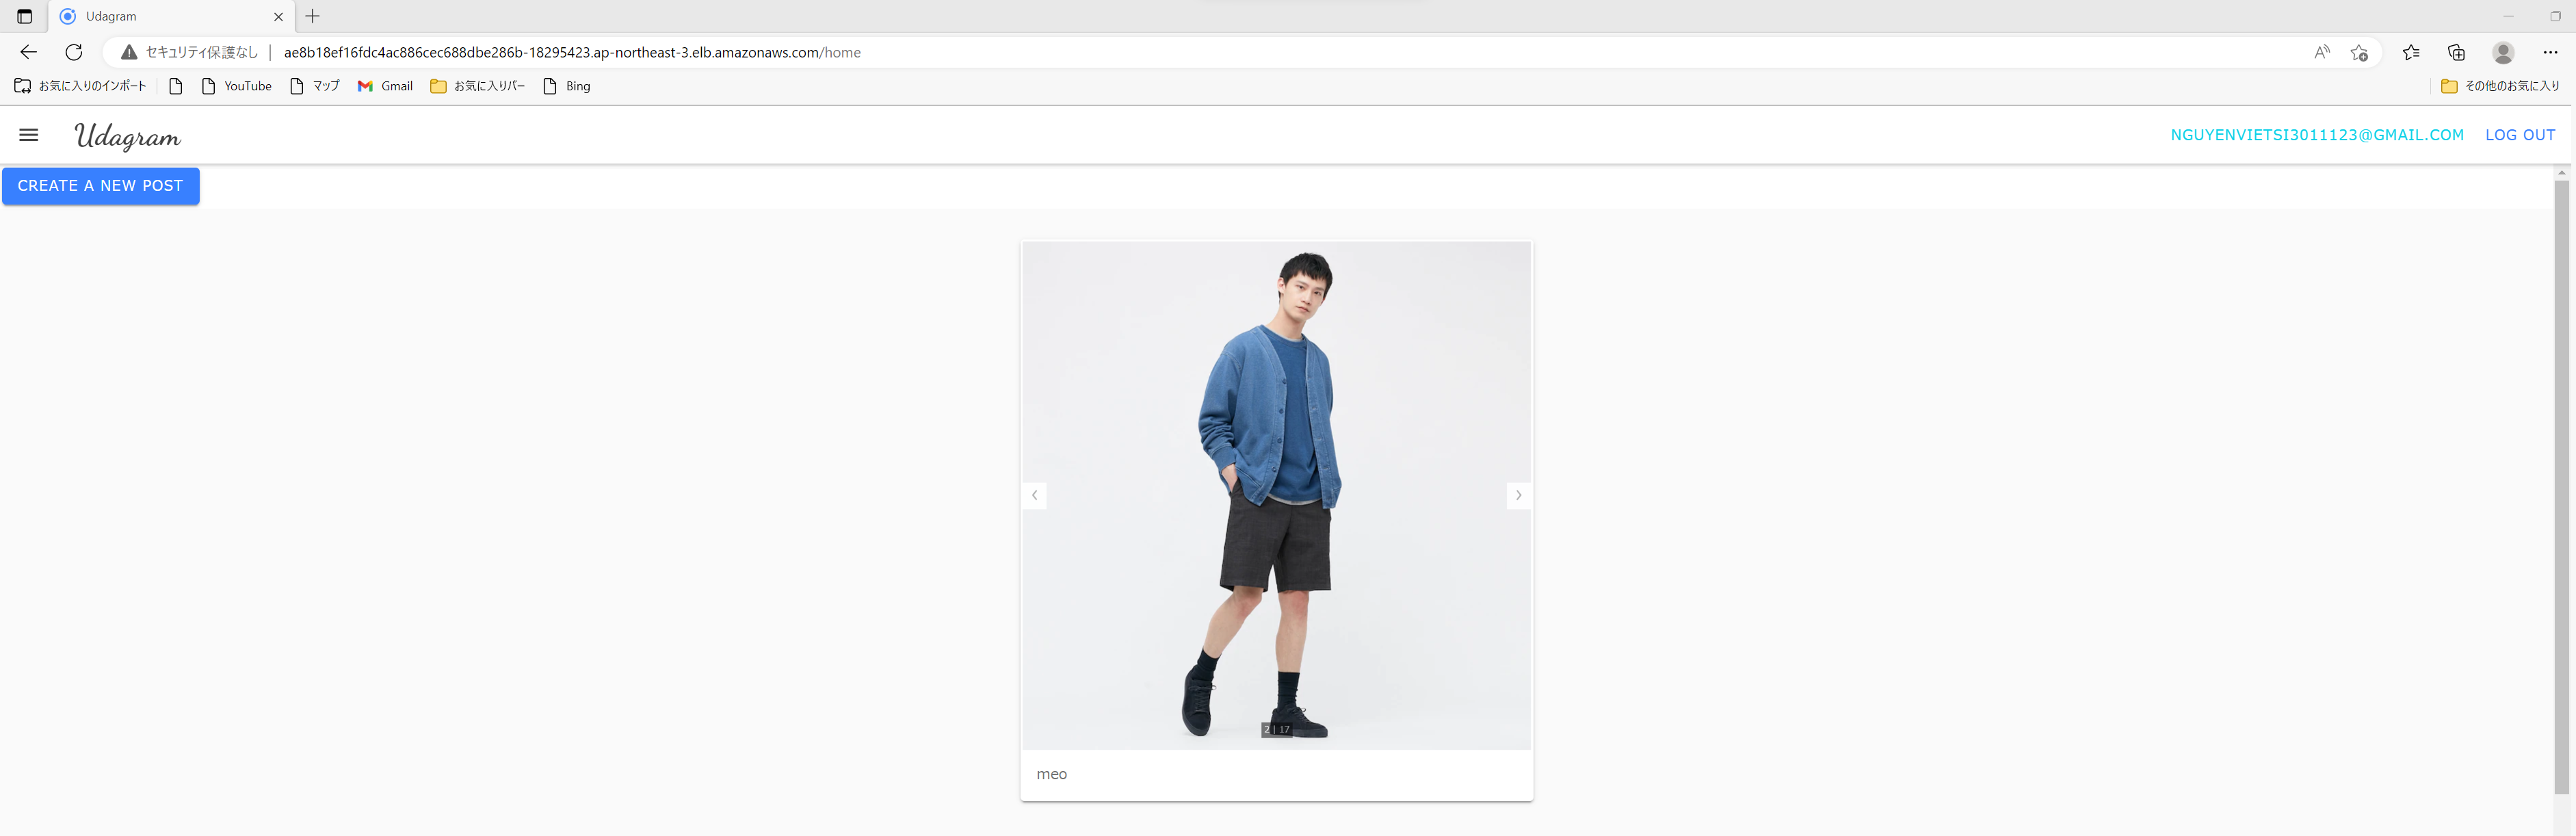 Udagram
セキュリティ保護なし
ae8b18ef16fdc4ac886cec688dbe286b-18295423.ap-northeast-3.elb.amazonaws.com/home
お気に入りのインポート YouTube マップ Gmail お気に入りバー Bing その他のお気に入り
Udagram NGUYENVIETSI3011123@GMAIL.COM LOG OUT
CREATE A NEW POST
2 | 17
meo